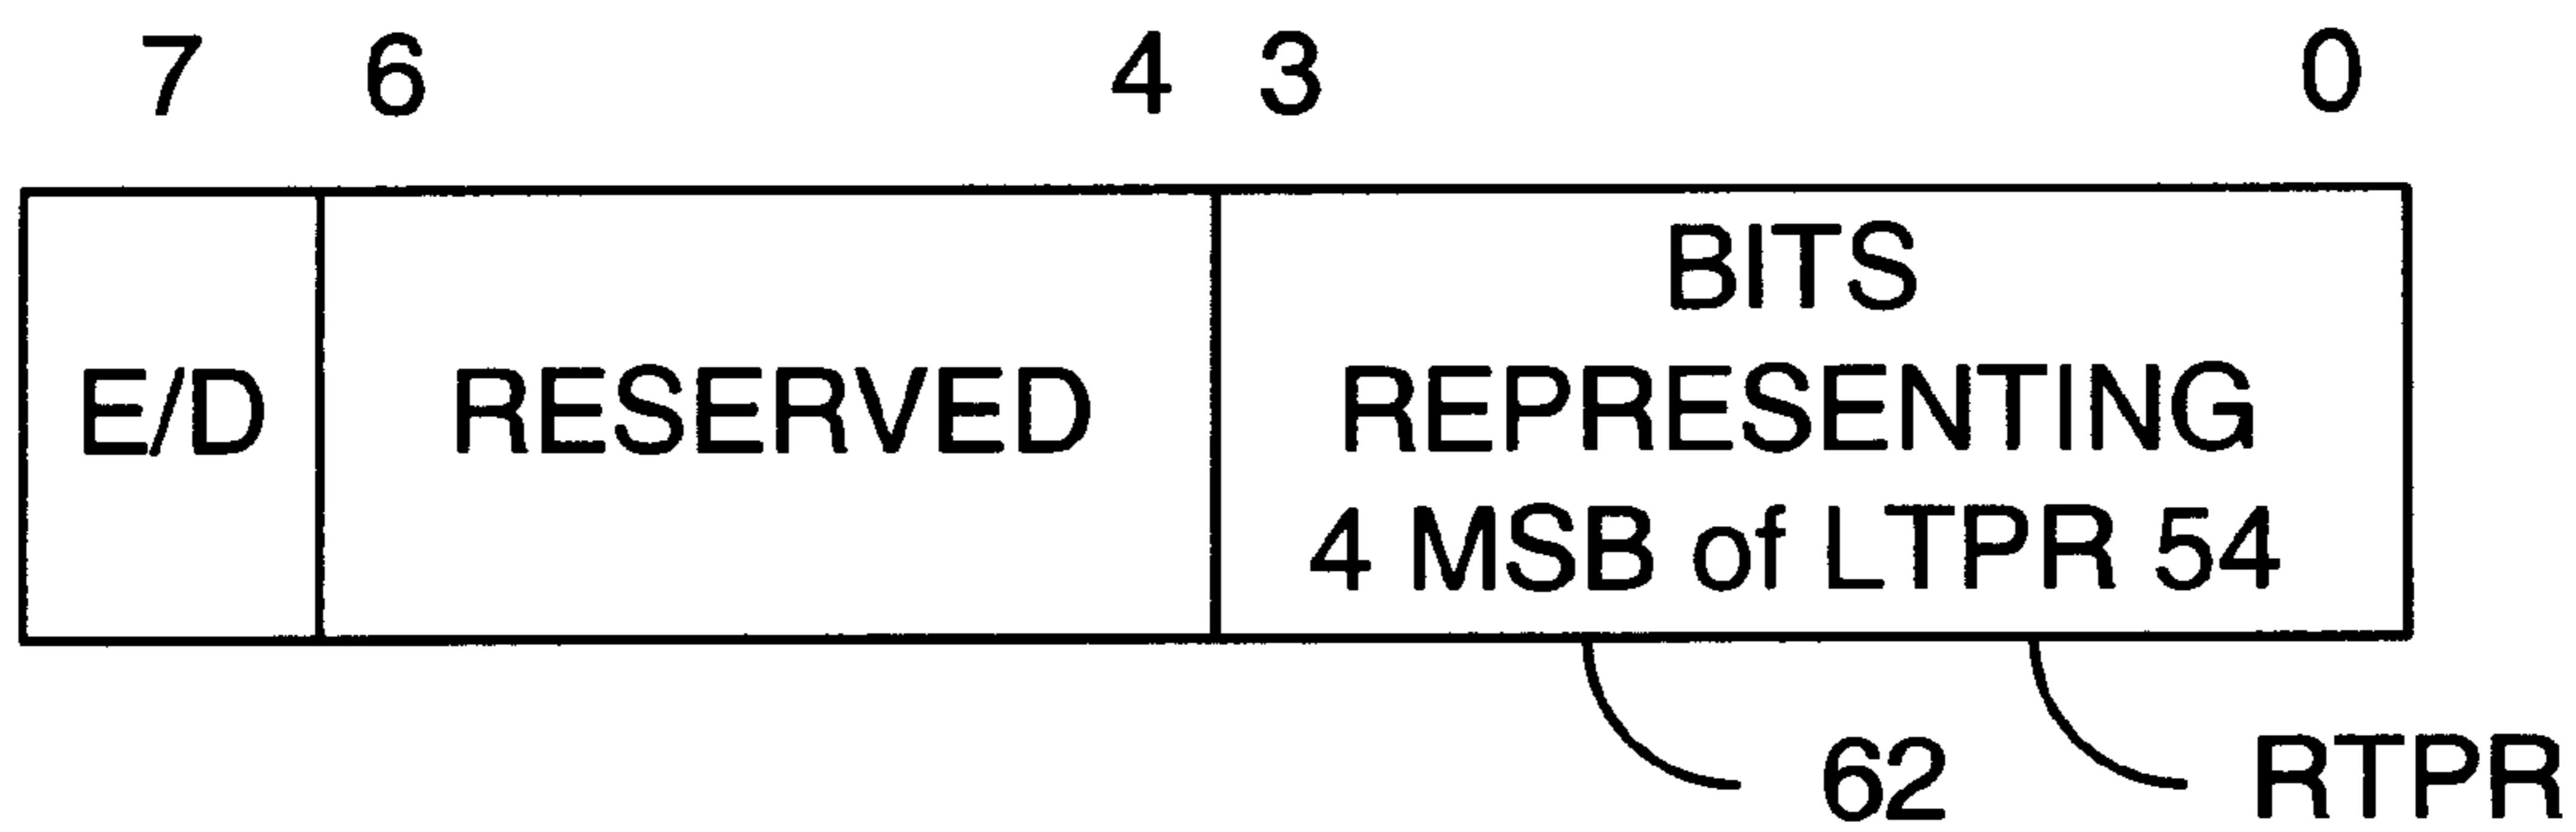 7 6 4 3 0
BITS
E/D RESERVED REPRESENTING
4 MSB of LTPR 54
62 RTPR